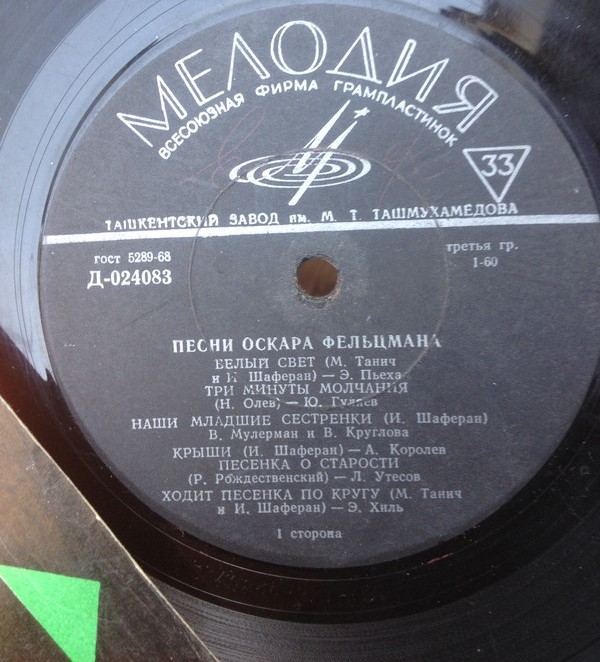 МЕЛОДИЯ
ВСЕСОЮЗНАЯ ФИРМА ГРАМПЛАСТИНОК
33
ТАШКЕНТСКИЙ ЗАВОД им. М. Т. ТАШМУХАМЕДОВА
гост 5289-68
Д-024083
третья гр.
1-60
ПЕСНИ ОСКАРА ФЕЛЬЦМАНА
БЕЛЫЙ СВЕТ (М. Танич
и И. Шаферан) — Э. Пьеха
ТРИ МИНУТЫ МОЛЧАНИЯ
(Н. Олев) — Ю. Гуляев
НАШИ МЛАДШИЕ СЕСТРЕНКИ (И. Шаферан)
В. Мулерман и В. Круглова
КРЫШИ (И. Шаферан) — А. Королев
ПЕСЕНКА О СТАРОСТИ
(Р. Рождественский) — Л. Утесов
ХОДИТ ПЕСЕНКА ПО КРУГУ (М. Танич
и И. Шаферан) — Э. Хиль
1 сторона